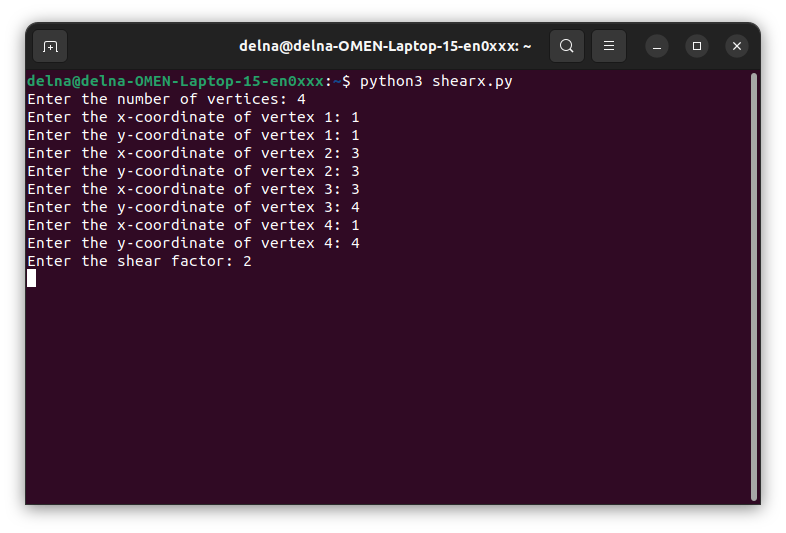 delna@delna-OMEN-Laptop-15-en0xxx: ~
delna@delna-OMEN-Laptop-15-en0xxx:~$ python3 shearx.py
Enter the number of vertices: 4
Enter the x-coordinate of vertex 1: 1
Enter the y-coordinate of vertex 1: 1
Enter the x-coordinate of vertex 2: 3
Enter the y-coordinate of vertex 2: 3
Enter the x-coordinate of vertex 3: 3
Enter the y-coordinate of vertex 3: 4
Enter the x-coordinate of vertex 4: 1
Enter the y-coordinate of vertex 4: 4
Enter the shear factor: 2